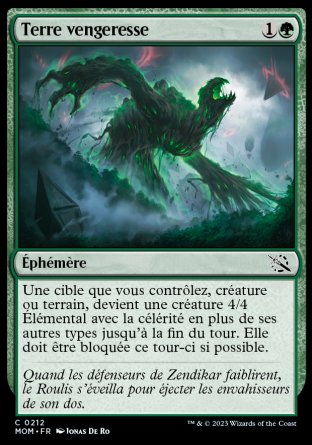 Terre vengeresse 1
Éphémère
Une cible que vous contrôlez, créature
ou terrain, devient une créature 4/4
Élémental avec la célérité en plus de ses
autres types jusqu'à la fin du tour. Elle
doit être bloquée ce tour-ci si possible.
Quand les défenseurs de Zendikar faiblirent,
le Roulis s'éveilla pour éjecter les envahisseurs
de son dos.
C 0212
MOM • FR Jonas De Ro
™ & © 2023 Wizards of the Coast